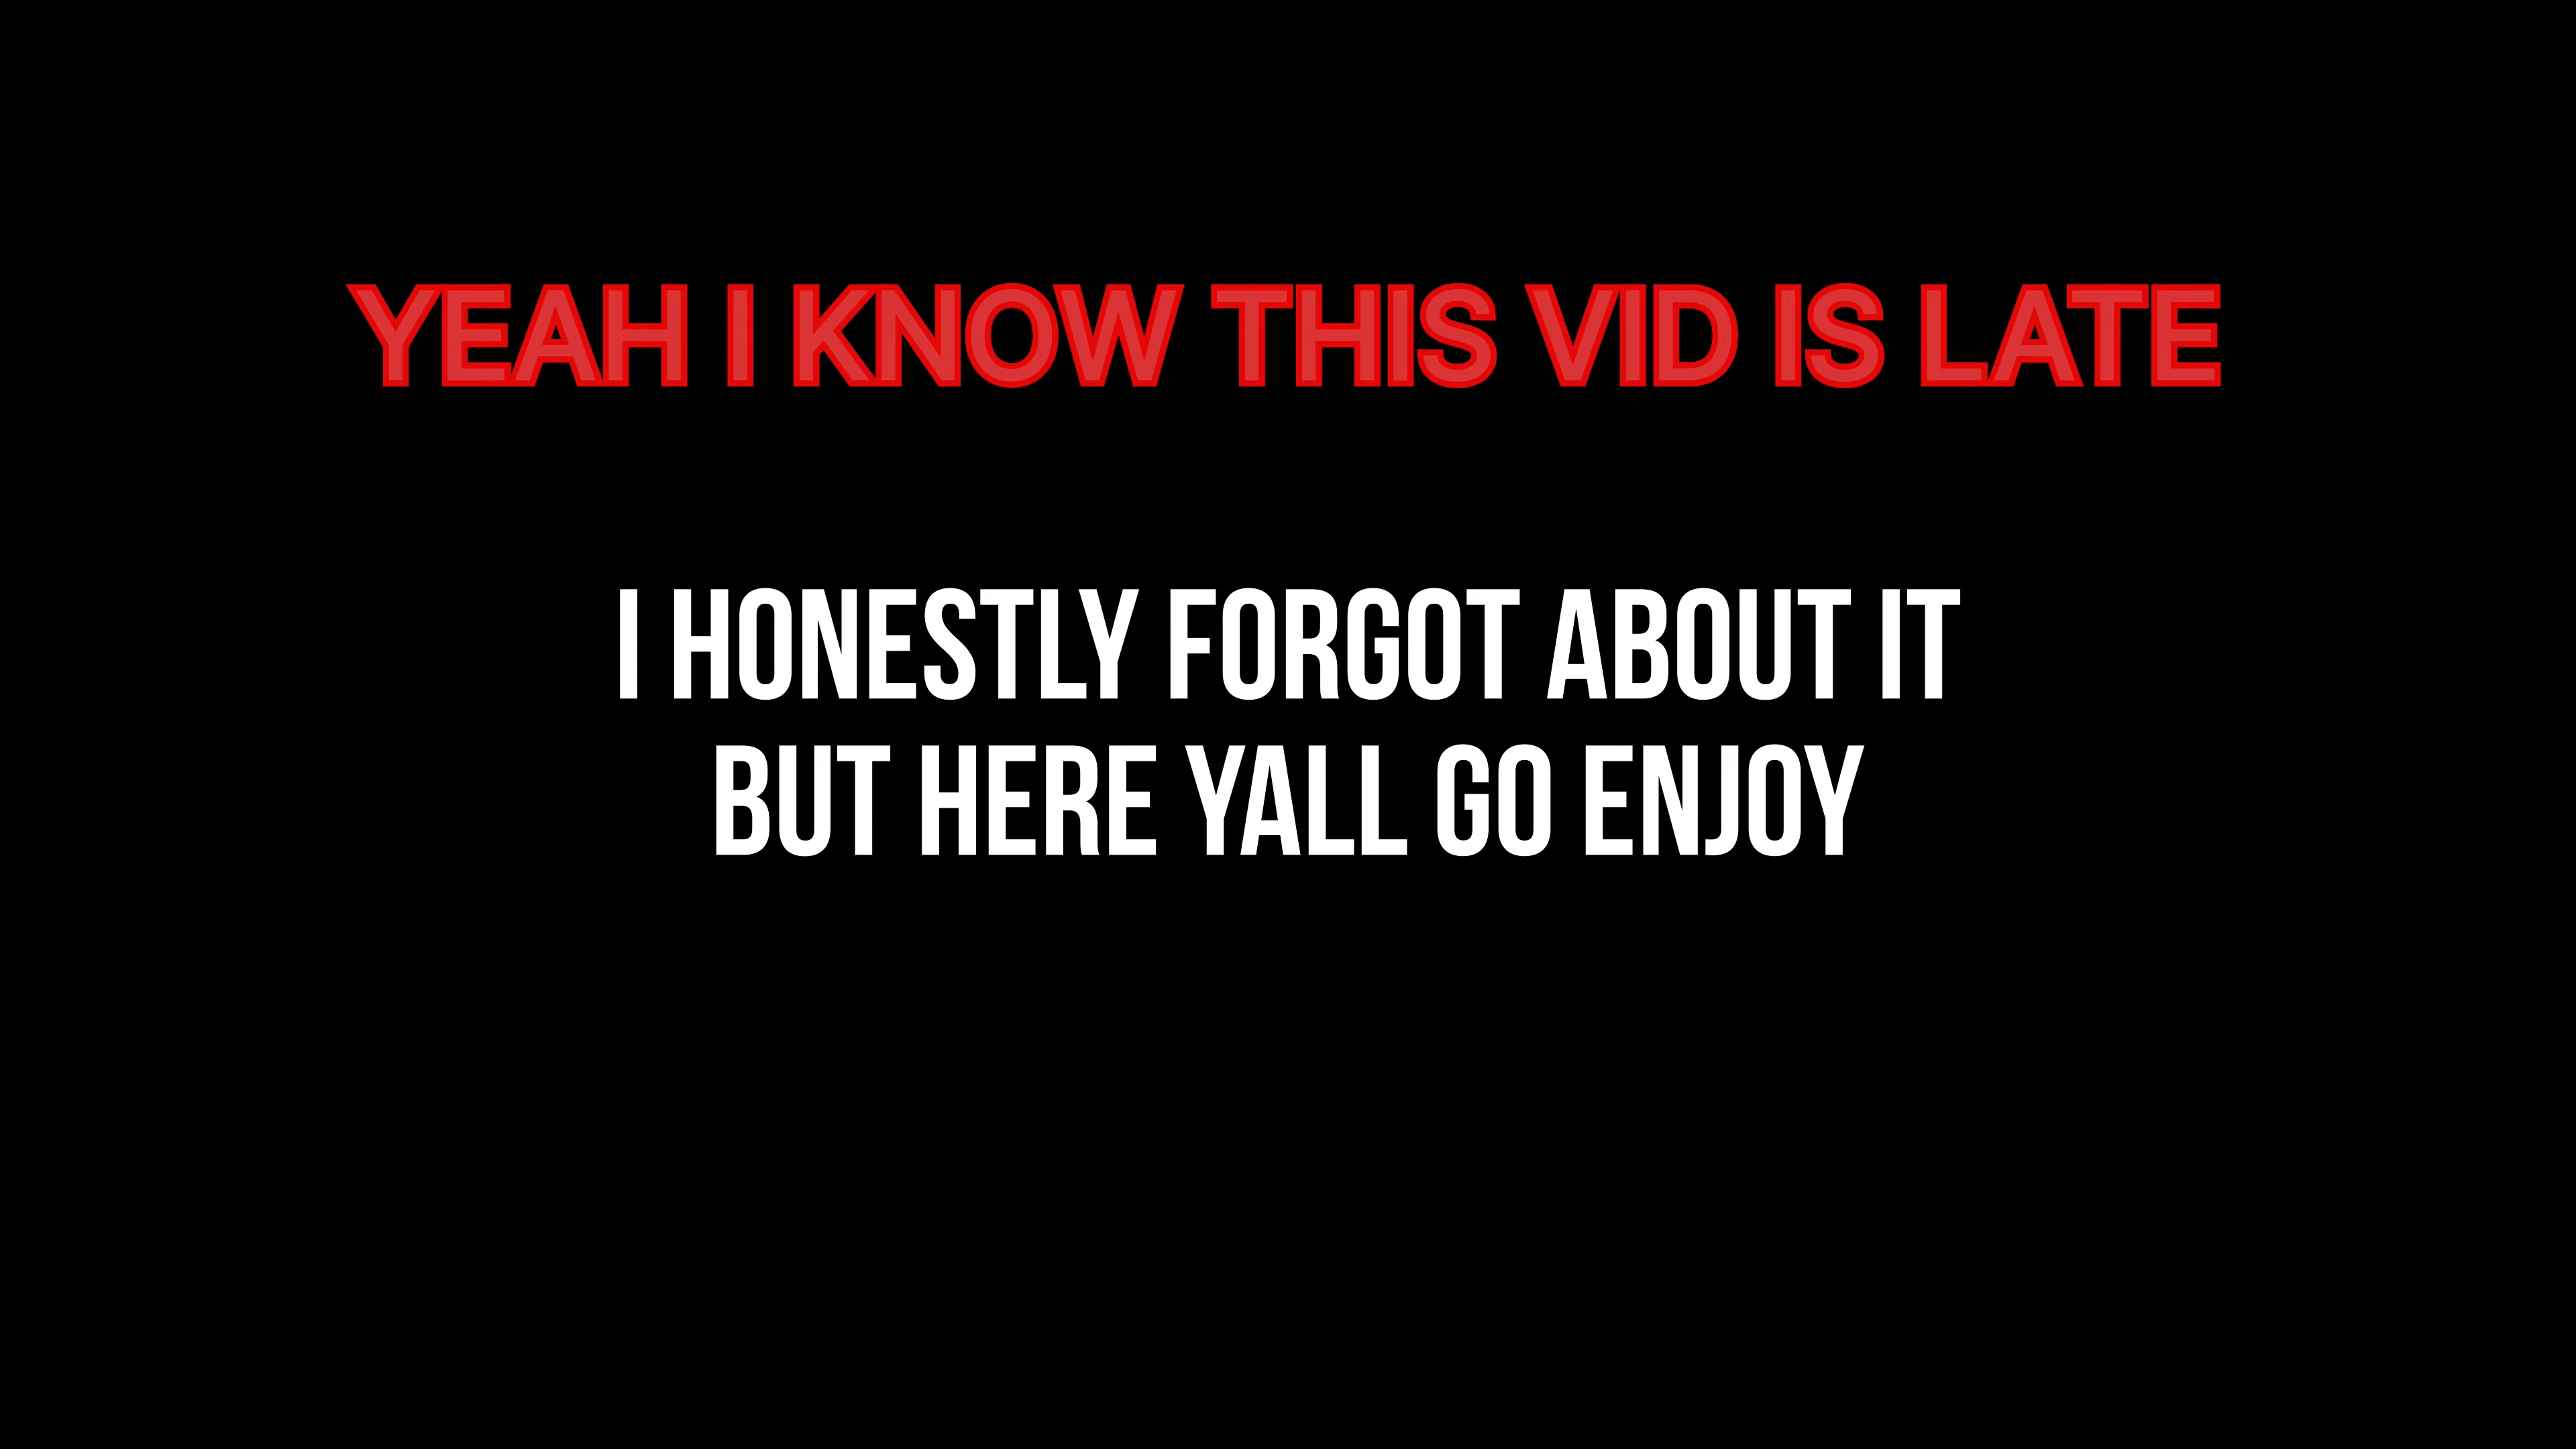 YEAH I KNOW THIS VID IS LATE
I HONESTLY FORGOT ABOUT IT
BUT HERE YALL GO ENJOY